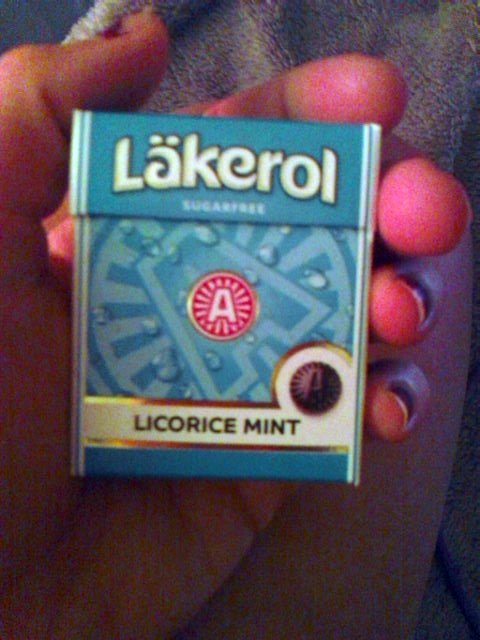 Läkerol
SUGARFREE
A
A
LICORICE MINT